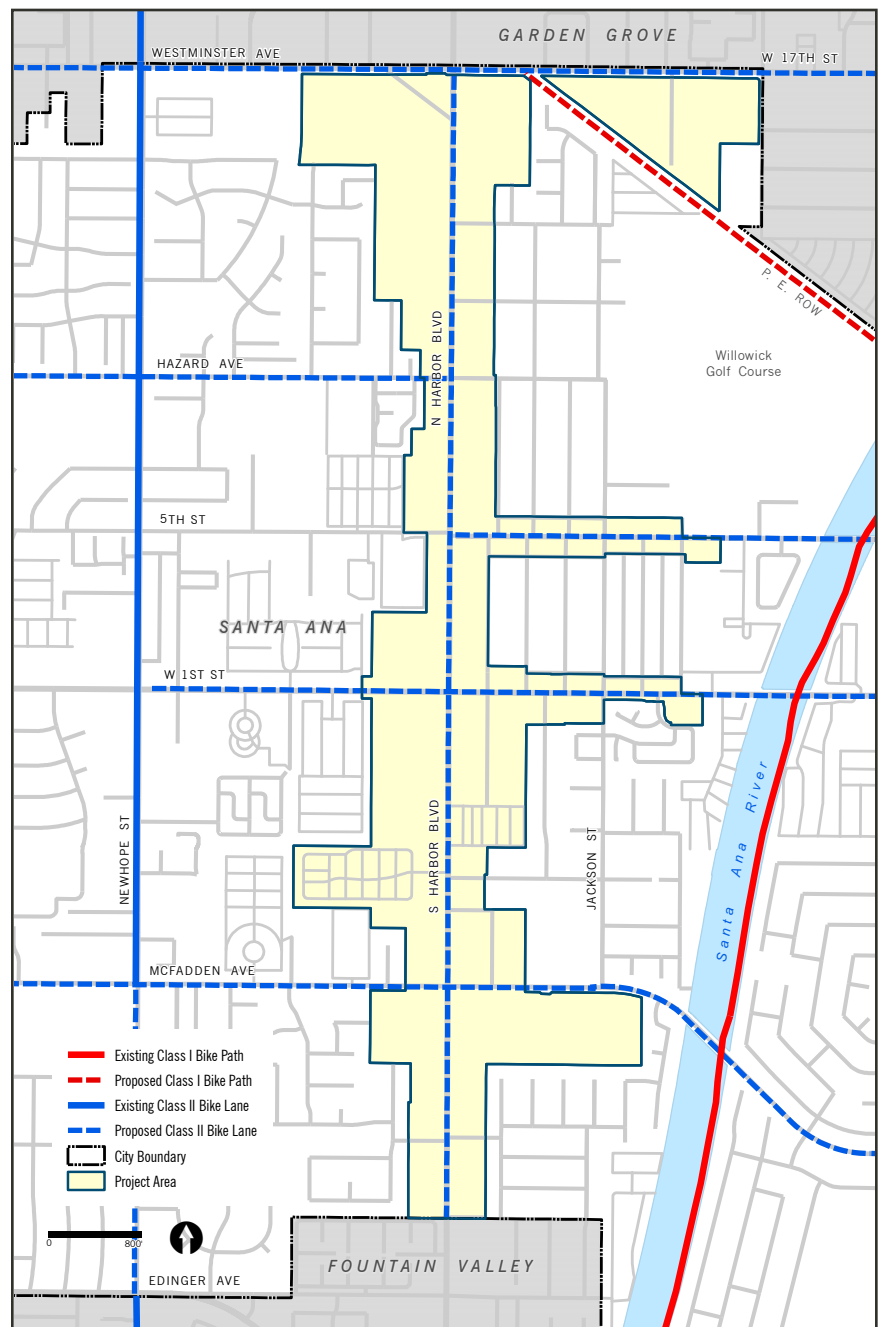 GARDEN GROVE
WESTMINSTER AVE
W 17TH ST
P. E. ROW
N HARBOR BLVD
Willowick
Golf Course
HAZARD AVE
5TH ST
SANTA ANA
W 1ST ST
Santa Ana River
NEWHOPE ST
S HARBOR BLVD
JACKSON ST
MCFADDEN AVE
Existing Class I Bike Path
Proposed Class I Bike Path
Existing Class II Bike Lane
Proposed Class II Bike Lane
City Boundary
Project Area
0 800'
FOUNTAIN VALLEY
EDINGER AVE